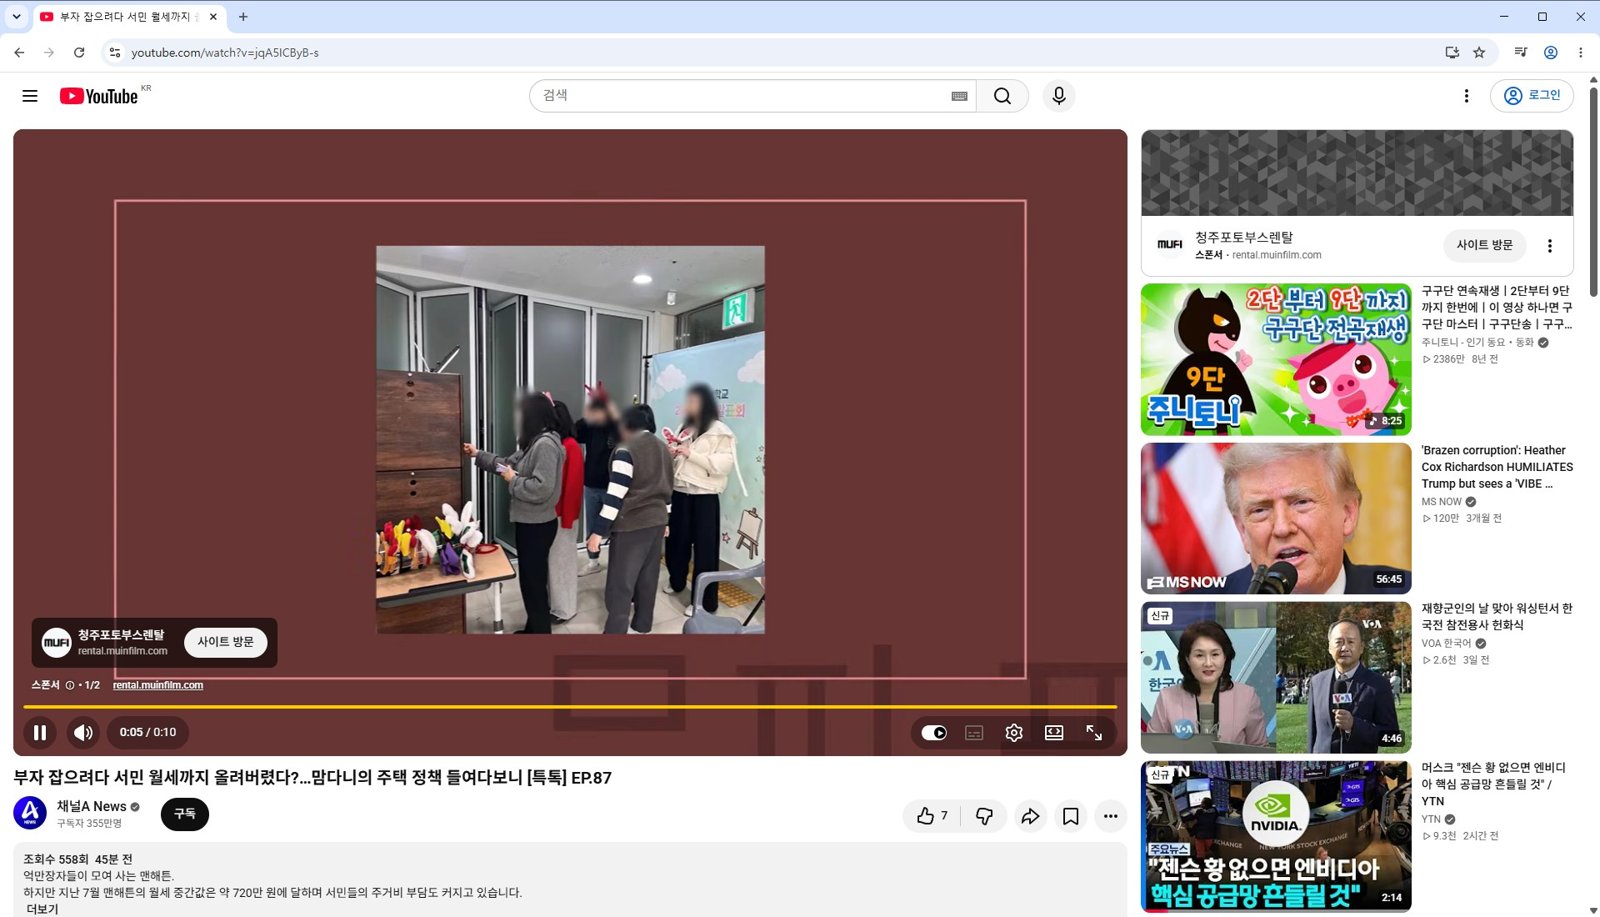 부자 잡으려다 서민 월세까지
youtube.com/watch?v=jqA5ICByB-s
YouTube KR
검색
로그인
학교
발표회
MUFI
청주포토부스렌탈
rental.muinfilm.com
사이트 방문
스폰서 · 1/2 rental.muinfilm.com
0:05 / 0:10
부자 잡으려다 서민 월세까지 올려버렸다?...맘다니의 주택 정책 들여다보니 [특톡] EP.87
A NEWS
채널A News
구독자 355만명
구독
7
조회수 558회 45분 전
억만장자들이 모여 사는 맨해튼.
하지만 지난 7월 맨해튼의 월세 중간값은 약 720만 원에 달하며 서민들의 주거비 부담도 커지고 있습니다.
더보기
MUFI
청주포토부스렌탈
스폰서 · rental.muinfilm.com
사이트 방문
2단 부터 9단 까지
구구단 전곡재생
9단
주니토니
8:25
구구단 연속재생 | 2단부터 9단
까지 한번에 | 이 영상 하나면 구
구단 마스터 | 구구단송 | 구구...
주니토니 - 인기 동요 • 동화
2386만 8년 전
MS NOW
56:45
'Brazen corruption': Heather
Cox Richardson HUMILIATES
Trump but sees a 'VIBE ...
MS NOW
120만 3개월 전
신규
VOA
한국
VOA
VOA
4:46
재향군인의 날 맞아 워싱턴서 한
국전 참전용사 헌화식
VOA 한국어
2.6천 3일 전
신규
NVIDIA.
NEW YORK STOCK EXCHANGE
주요뉴스
"젠슨 황 없으면 엔비디아
핵심 공급망 흔들릴 것"
2:14
머스크 "젠슨 황 없으면 엔비디
아 핵심 공급망 흔들릴 것" /
YTN
YTN
9.3천 2시간 전